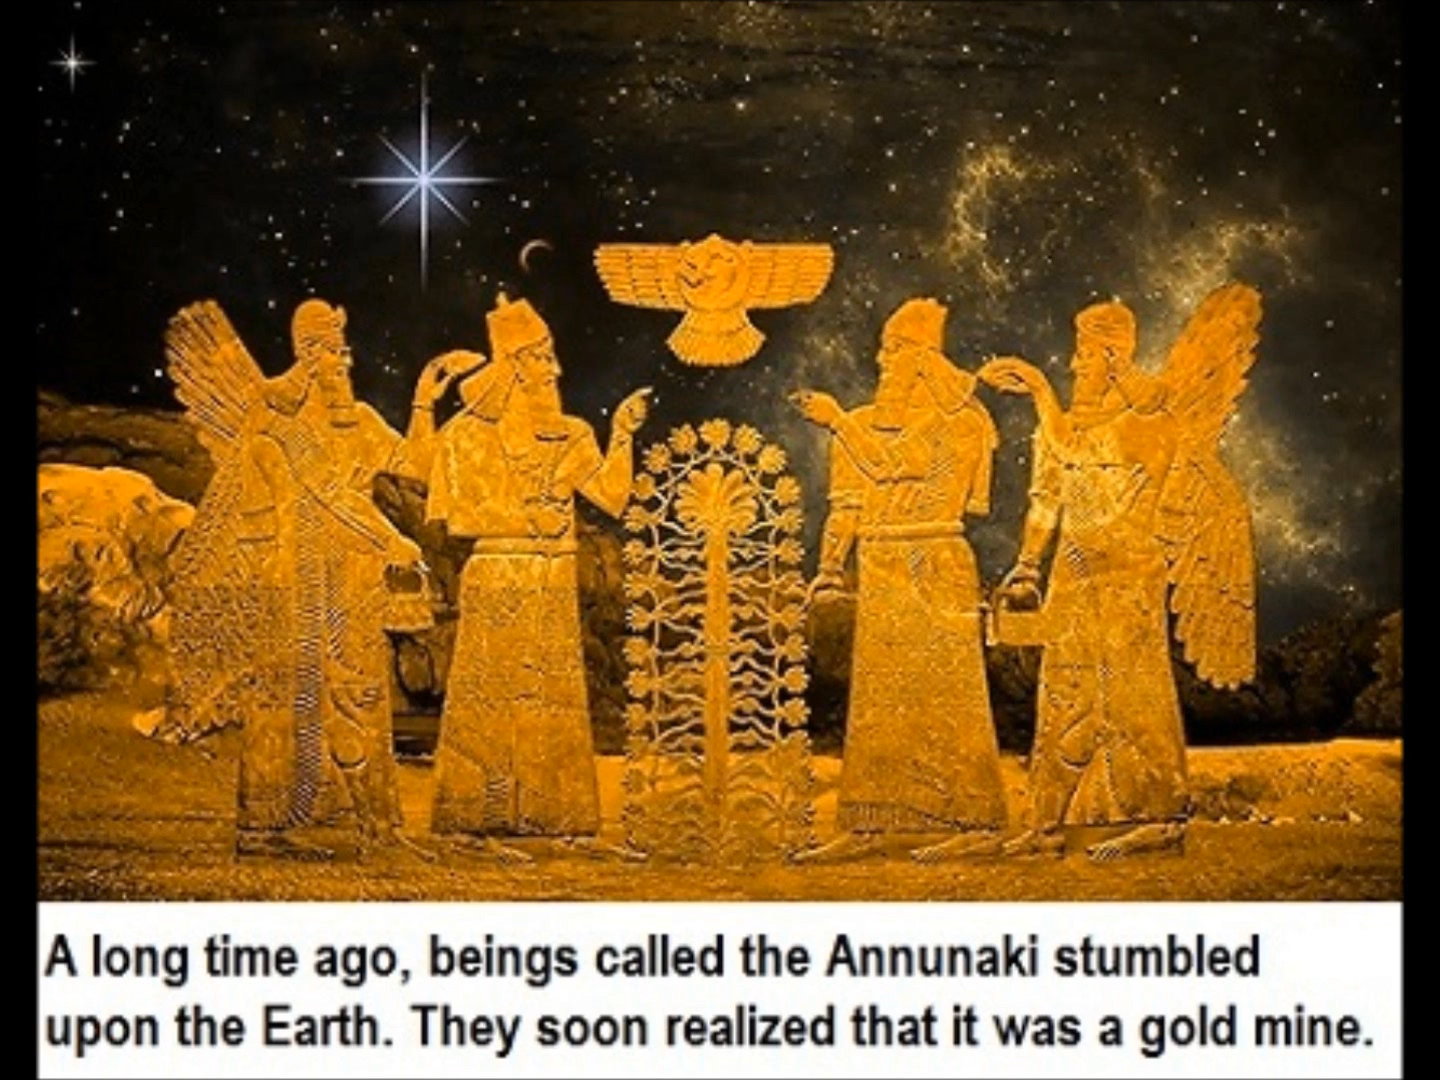 A long time ago, beings called the Annunaki stumbled
upon the Earth. They soon realized that it was a gold mine.